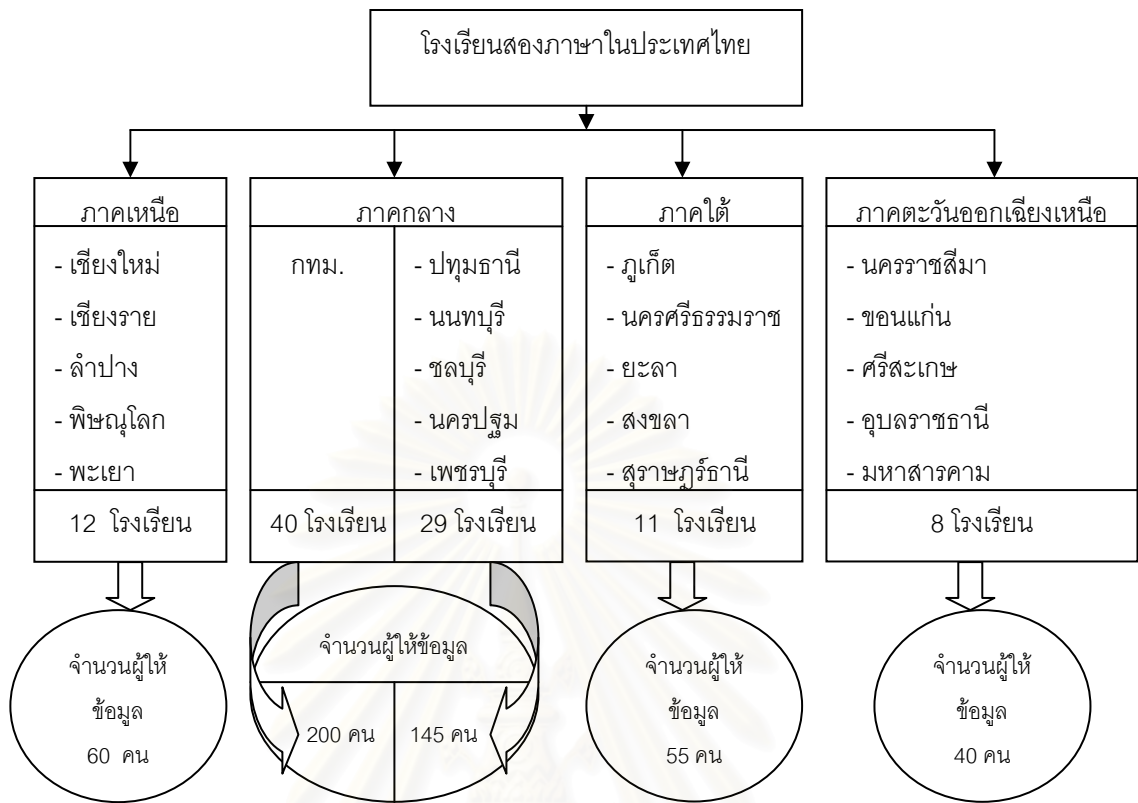 โรงเรียนสองภาษาในประเทศไทย
ภาคเหนือ
- เชียงใหม่
- เชียงราย
- ลำปาง
- พิษณุโลก
- พะเยา
12 โรงเรียน
จำนวนผู้ให้
ข้อมูล
60 คน
ภาคกลาง
กทม.
40 โรงเรียน
- ปทุมธานี
- นนทบุรี
- ชลบุรี
- นครปฐม
- เพชรบุรี
29 โรงเรียน
จำนวนผู้ให้ข้อมูล
200 คน
145 คน
ภาคใต้
- ภูเก็ต
- นครศรีธรรมราช
- ยะลา
- สงขลา
- สุราษฎร์ธานี
11 โรงเรียน
จำนวนผู้ให้
ข้อมูล
55 คน
ภาคตะวันออกเฉียงเหนือ
- นครราชสีมา
- ขอนแก่น
- ศรีสะเกษ
- อุบลราชธานี
- มหาสารคาม
8 โรงเรียน
จำนวนผู้ให้
ข้อมูล
40 คน